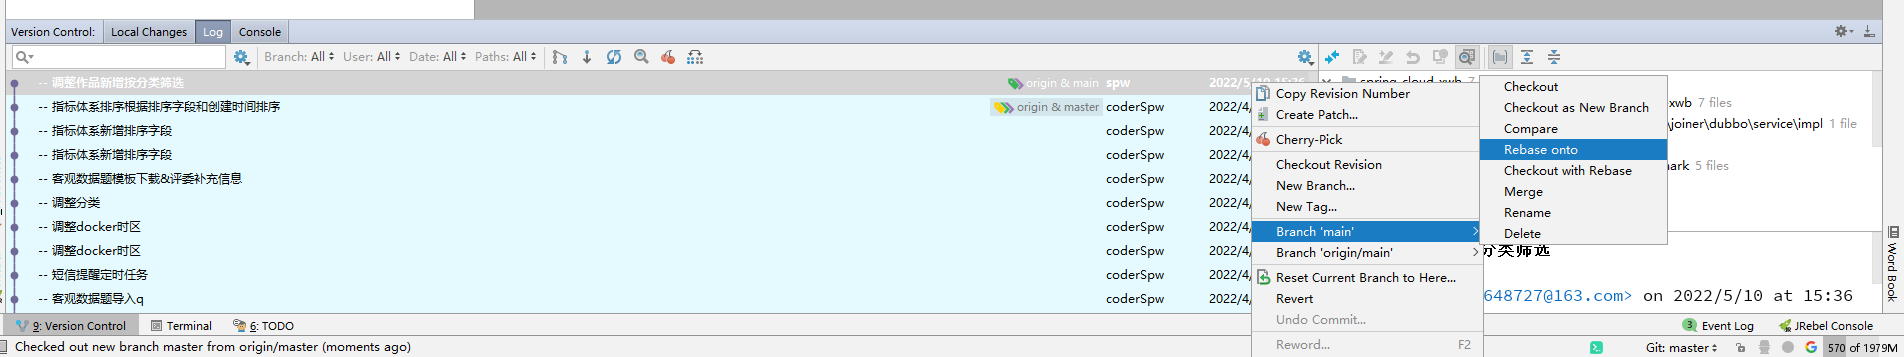 Version Control: Local Changes Log Console
Branch: All User: All Date: All Paths: All
-- 调整作品新增按分类筛选 origin & main spw 2022/5/10 15:36
-- 指标体系排序根据排序字段和创建时间排序 origin & master coderSpw 2022/4/
-- 指标体系新增排序字段 coderSpw 2022/4/
-- 指标体系新增排序字段 coderSpw 2022/4/
-- 客观数据题模板下载&评委补充信息 coderSpw 2022/4/
-- 调整分类 coderSpw 2022/4/
-- 调整docker时区 coderSpw 2022/4/
-- 调整docker时区 coderSpw 2022/4/
-- 短信提醒定时任务 coderSpw 2022/4/
-- 客观数据题导入q coderSpw 2022/4/
Copy Revision Number
Create Patch...
Cherry-Pick
Checkout Revision
New Branch...
New Tag...
Branch 'main'
Branch 'origin/main'
Reset Current Branch to Here...
Revert
Undo Commit...
Reword... F2
Checkout
Checkout as New Branch
Compare
Rebase onto
Checkout with Rebase
Merge
Rename
Delete
spring-cloud-xwb 7
xwb 7 files
\joiner\dubbo\service\impl 1 file
ark 5 files
分类筛选
648727@163.com> on 2022/5/10 at 15:36
Word Book
9: Version Control Terminal 6: TODO 3 Event Log JRebel Console
Checked out new branch master from origin/master (moments ago) Git: master 570 of 1979M